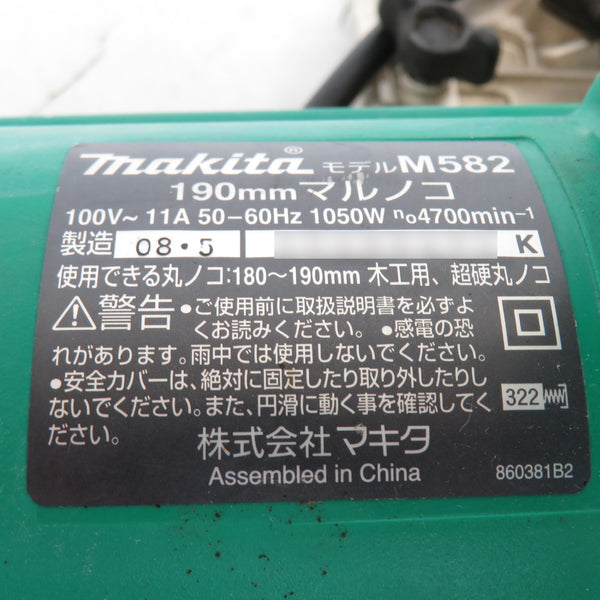 makita® モデルM582
190mmマルノコ
100V~ 11A 50-60Hz 1050W n₀4700min⁻¹
製造 08・5 K
使用できる丸ノコ:180~190mm 木工用、超硬丸ノコ
⚠警告 ●ご使用前に取扱説明書を必ずよ
くお読みください。●感電の恐
れがあります。雨中では使用しないでください。
●安全カバーは、絶対に固定したり取り外したりし
ないでください。また、円滑に動く事を確認してく
ださい。
322
株式会社マキタ
Assembled in China
860381B2